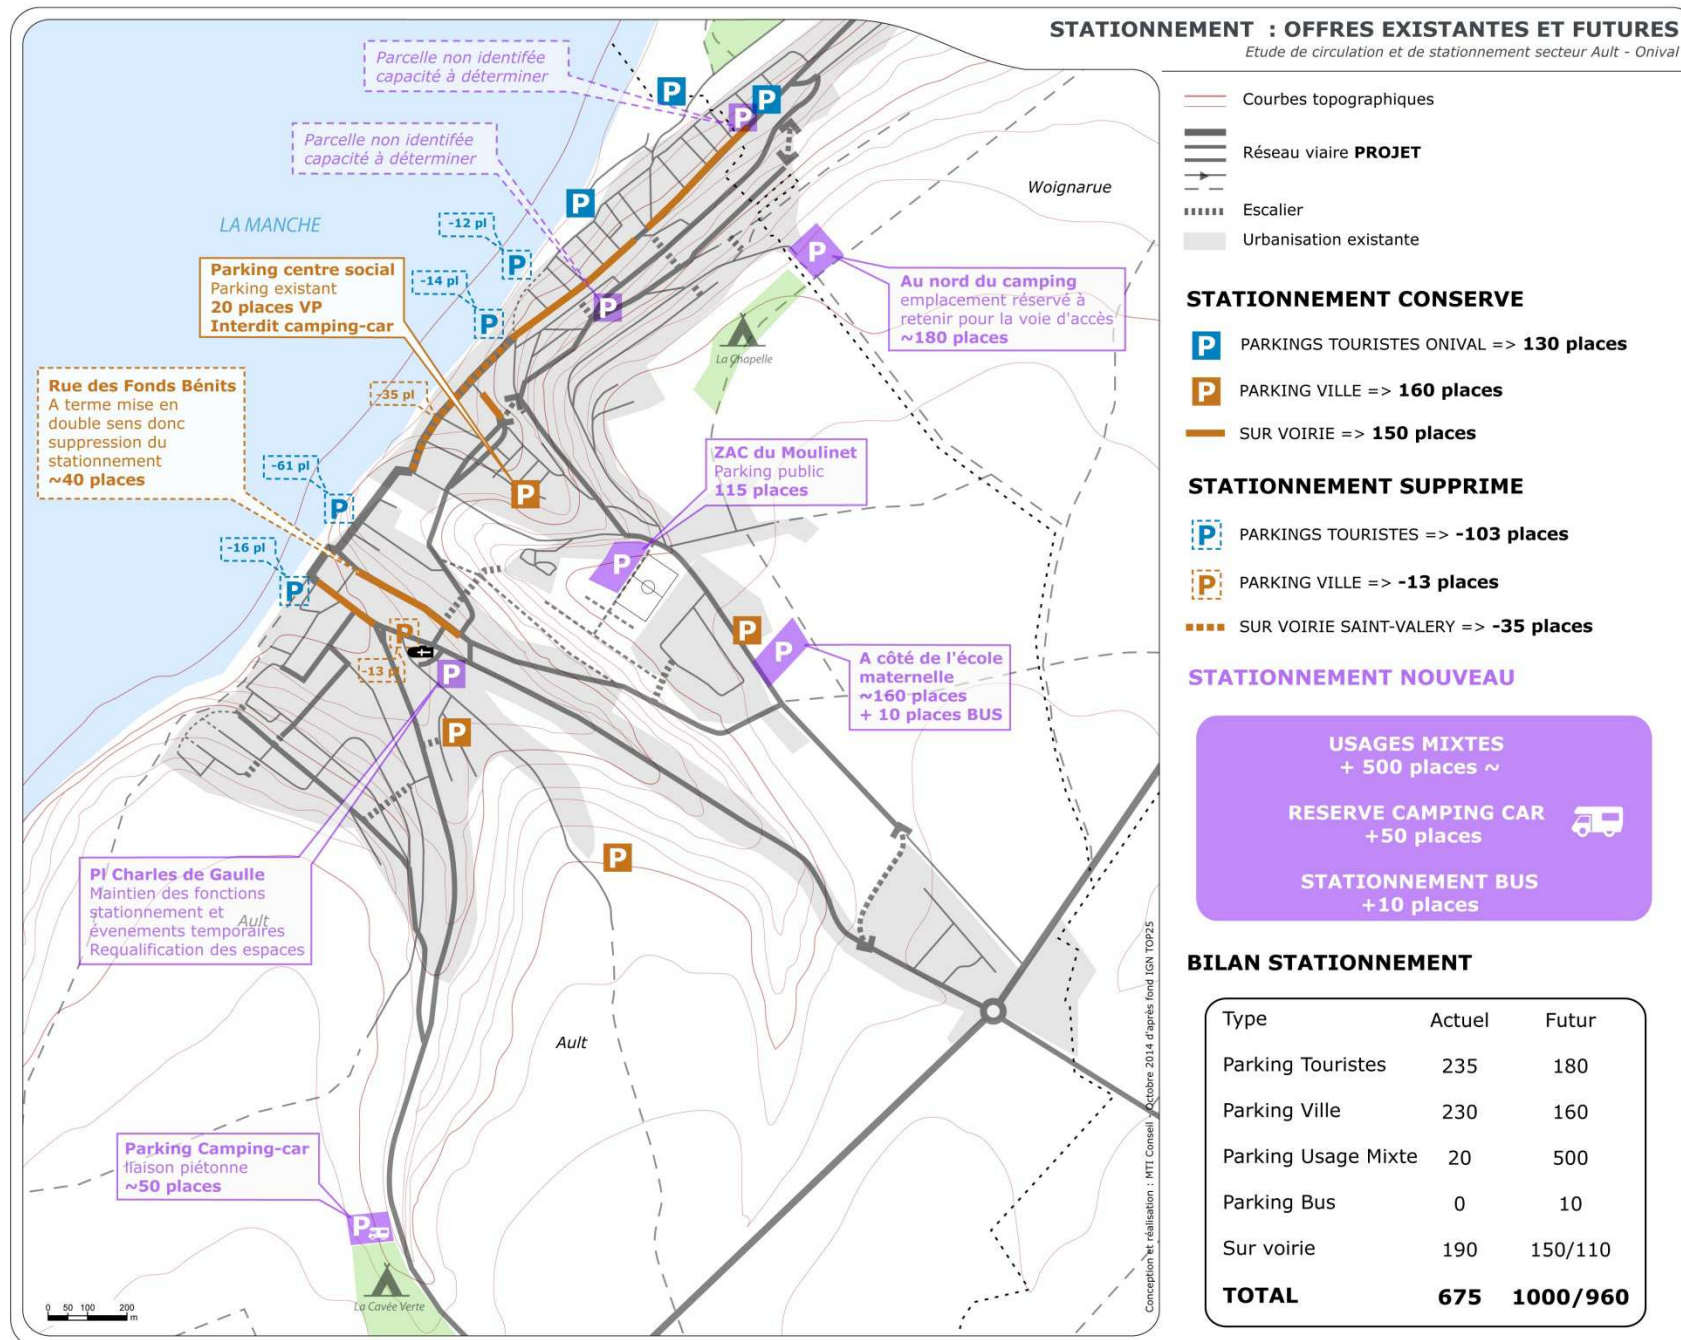 STATIONNEMENT : OFFRES EXISTANTES ET FUTURES
Etude de circulation et de stationnement secteur Ault - Onival
Parcelle non identifée
capacité à déterminer
P
P
P
Parcelle non identifée
capacité à déterminer
Woignarue
P
LA MANCHE
-12 pl
P
P
Parking centre social
Parking existant
20 places VP
Interdit camping-car
-14 pl
P
P
Au nord du camping
emplacement réservé à
retenir pour la voie d'accès
~180 places
La Chapelle
Rue des Fonds Bénits
A terme mise en
double sens donc
suppression du
stationnement
~40 places
-35 pl
ZAC du Moulinet
Parking public
115 places
-61 pl
P
P
-16 pl
P
P
P
-13 pl
P
P
P
A côté de l'école
maternelle
~160 places
+ 10 places BUS
P
P
Pl Charles de Gaulle
Maintien des fonctions
stationnement et
évenements temporaires
Requalification des espaces
Ault
Ault
Parking Camping-car
liaison piétonne
~50 places
P
La Cavée Verte
0 50 100 200
m
Conception et réalisation : MTI Conseil - Octobre 2014 d'après fond IGN TOP25
Courbes topographiques
Réseau viaire PROJET
Escalier
Urbanisation existante
STATIONNEMENT CONSERVE
P PARKINGS TOURISTES ONIVAL => 130 places
P PARKING VILLE => 160 places
SUR VOIRIE => 150 places
STATIONNEMENT SUPPRIME
P PARKINGS TOURISTES => -103 places
P PARKING VILLE => -13 places
SUR VOIRIE SAINT-VALERY => -35 places
STATIONNEMENT NOUVEAU
USAGES MIXTES
+ 500 places ~
RESERVE CAMPING CAR
+50 places
STATIONNEMENT BUS
+10 places
BILAN STATIONNEMENT
Type Actuel Futur
Parking Touristes 235 180
Parking Ville 230 160
Parking Usage Mixte 20 500
Parking Bus 0 10
Sur voirie 190 150/110
TOTAL 675 1000/960